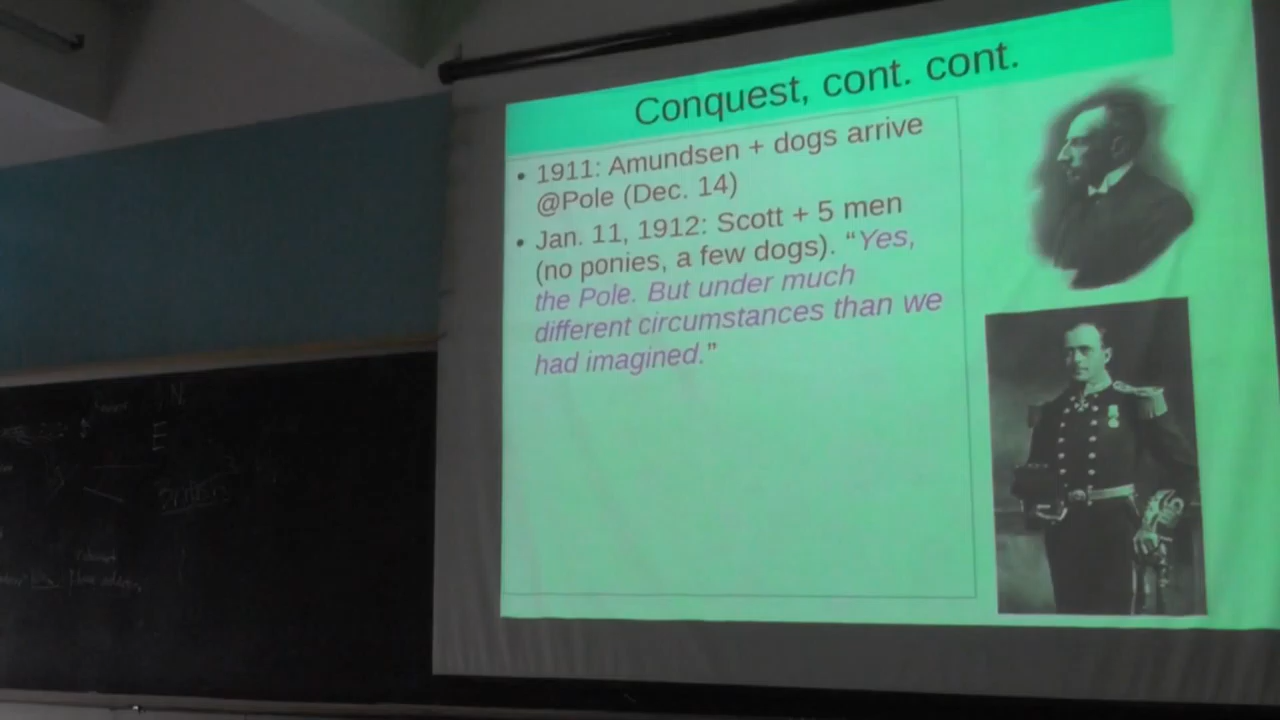 Conquest, cont. cont.
• 1911: Amundsen + dogs arrive
@Pole (Dec. 14)
• Jan. 11, 1912: Scott + 5 men
(no ponies, a few dogs). “Yes,
the Pole. But under much
different circumstances than we
had imagined.”